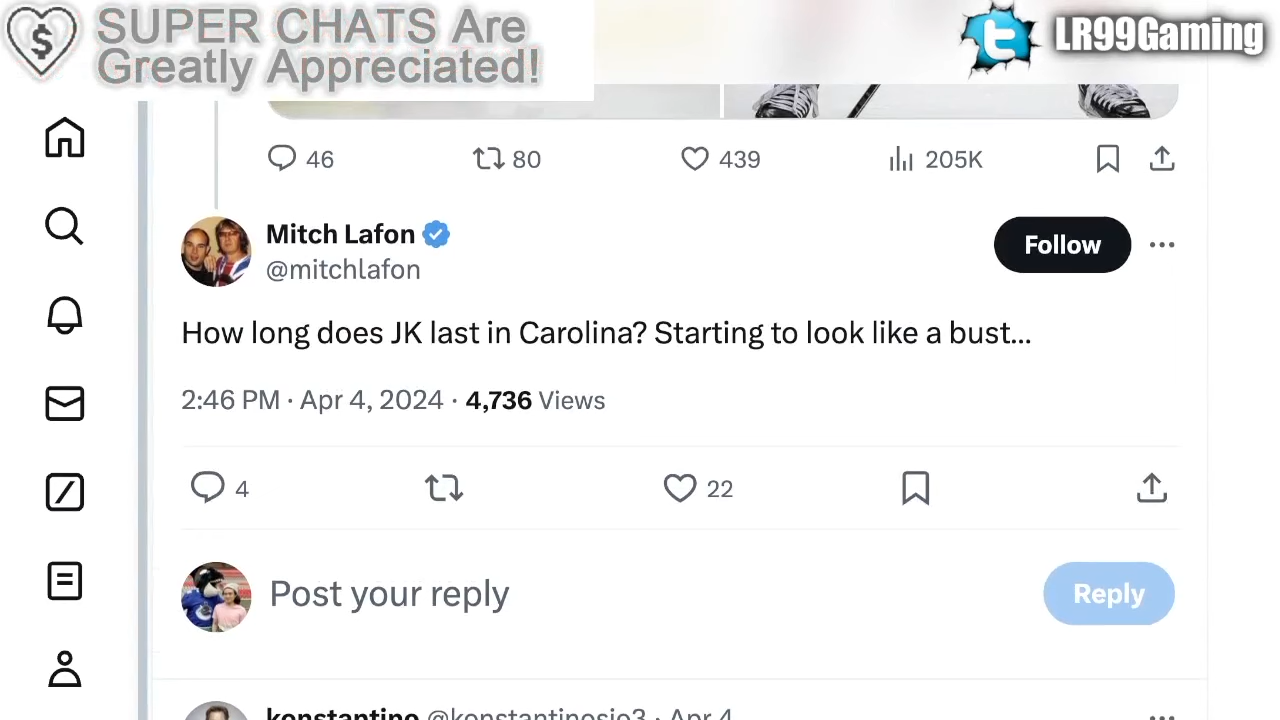 SUPER CHATS Are
Greatly Appreciated!
LR99Gaming
46 80 439 205K
Mitch Lafon
@mitchlafon
Follow
How long does JK last in Carolina? Starting to look like a bust...
2:46 PM · Apr 4, 2024 · 4,736 Views
4 22
Post your reply
Reply
konstantino @konstantinosio3 · Apr 4